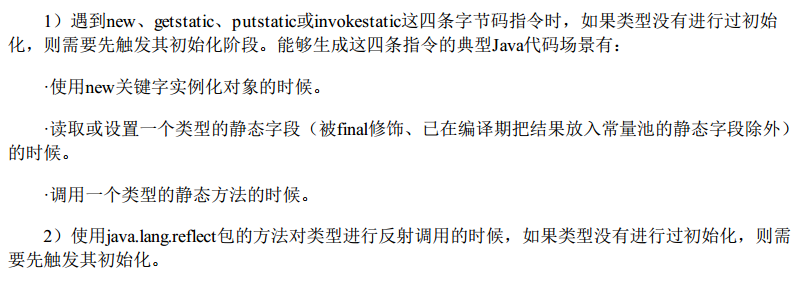 1）遇到new、getstatic、putstatic或invokestatic这四条字节码指令时，如果类型没有进行过初始
化，则需要先触发其初始化阶段。能够生成这四条指令的典型Java代码场景有：
·使用new关键字实例化对象的时候。
·读取或设置一个类型的静态字段（被final修饰、已在编译期把结果放入常量池的静态字段除外）
的时候。
·调用一个类型的静态方法的时候。
2）使用java.lang.reflect包的方法对类型进行反射调用的时候，如果类型没有进行过初始化，则需
要先触发其初始化。